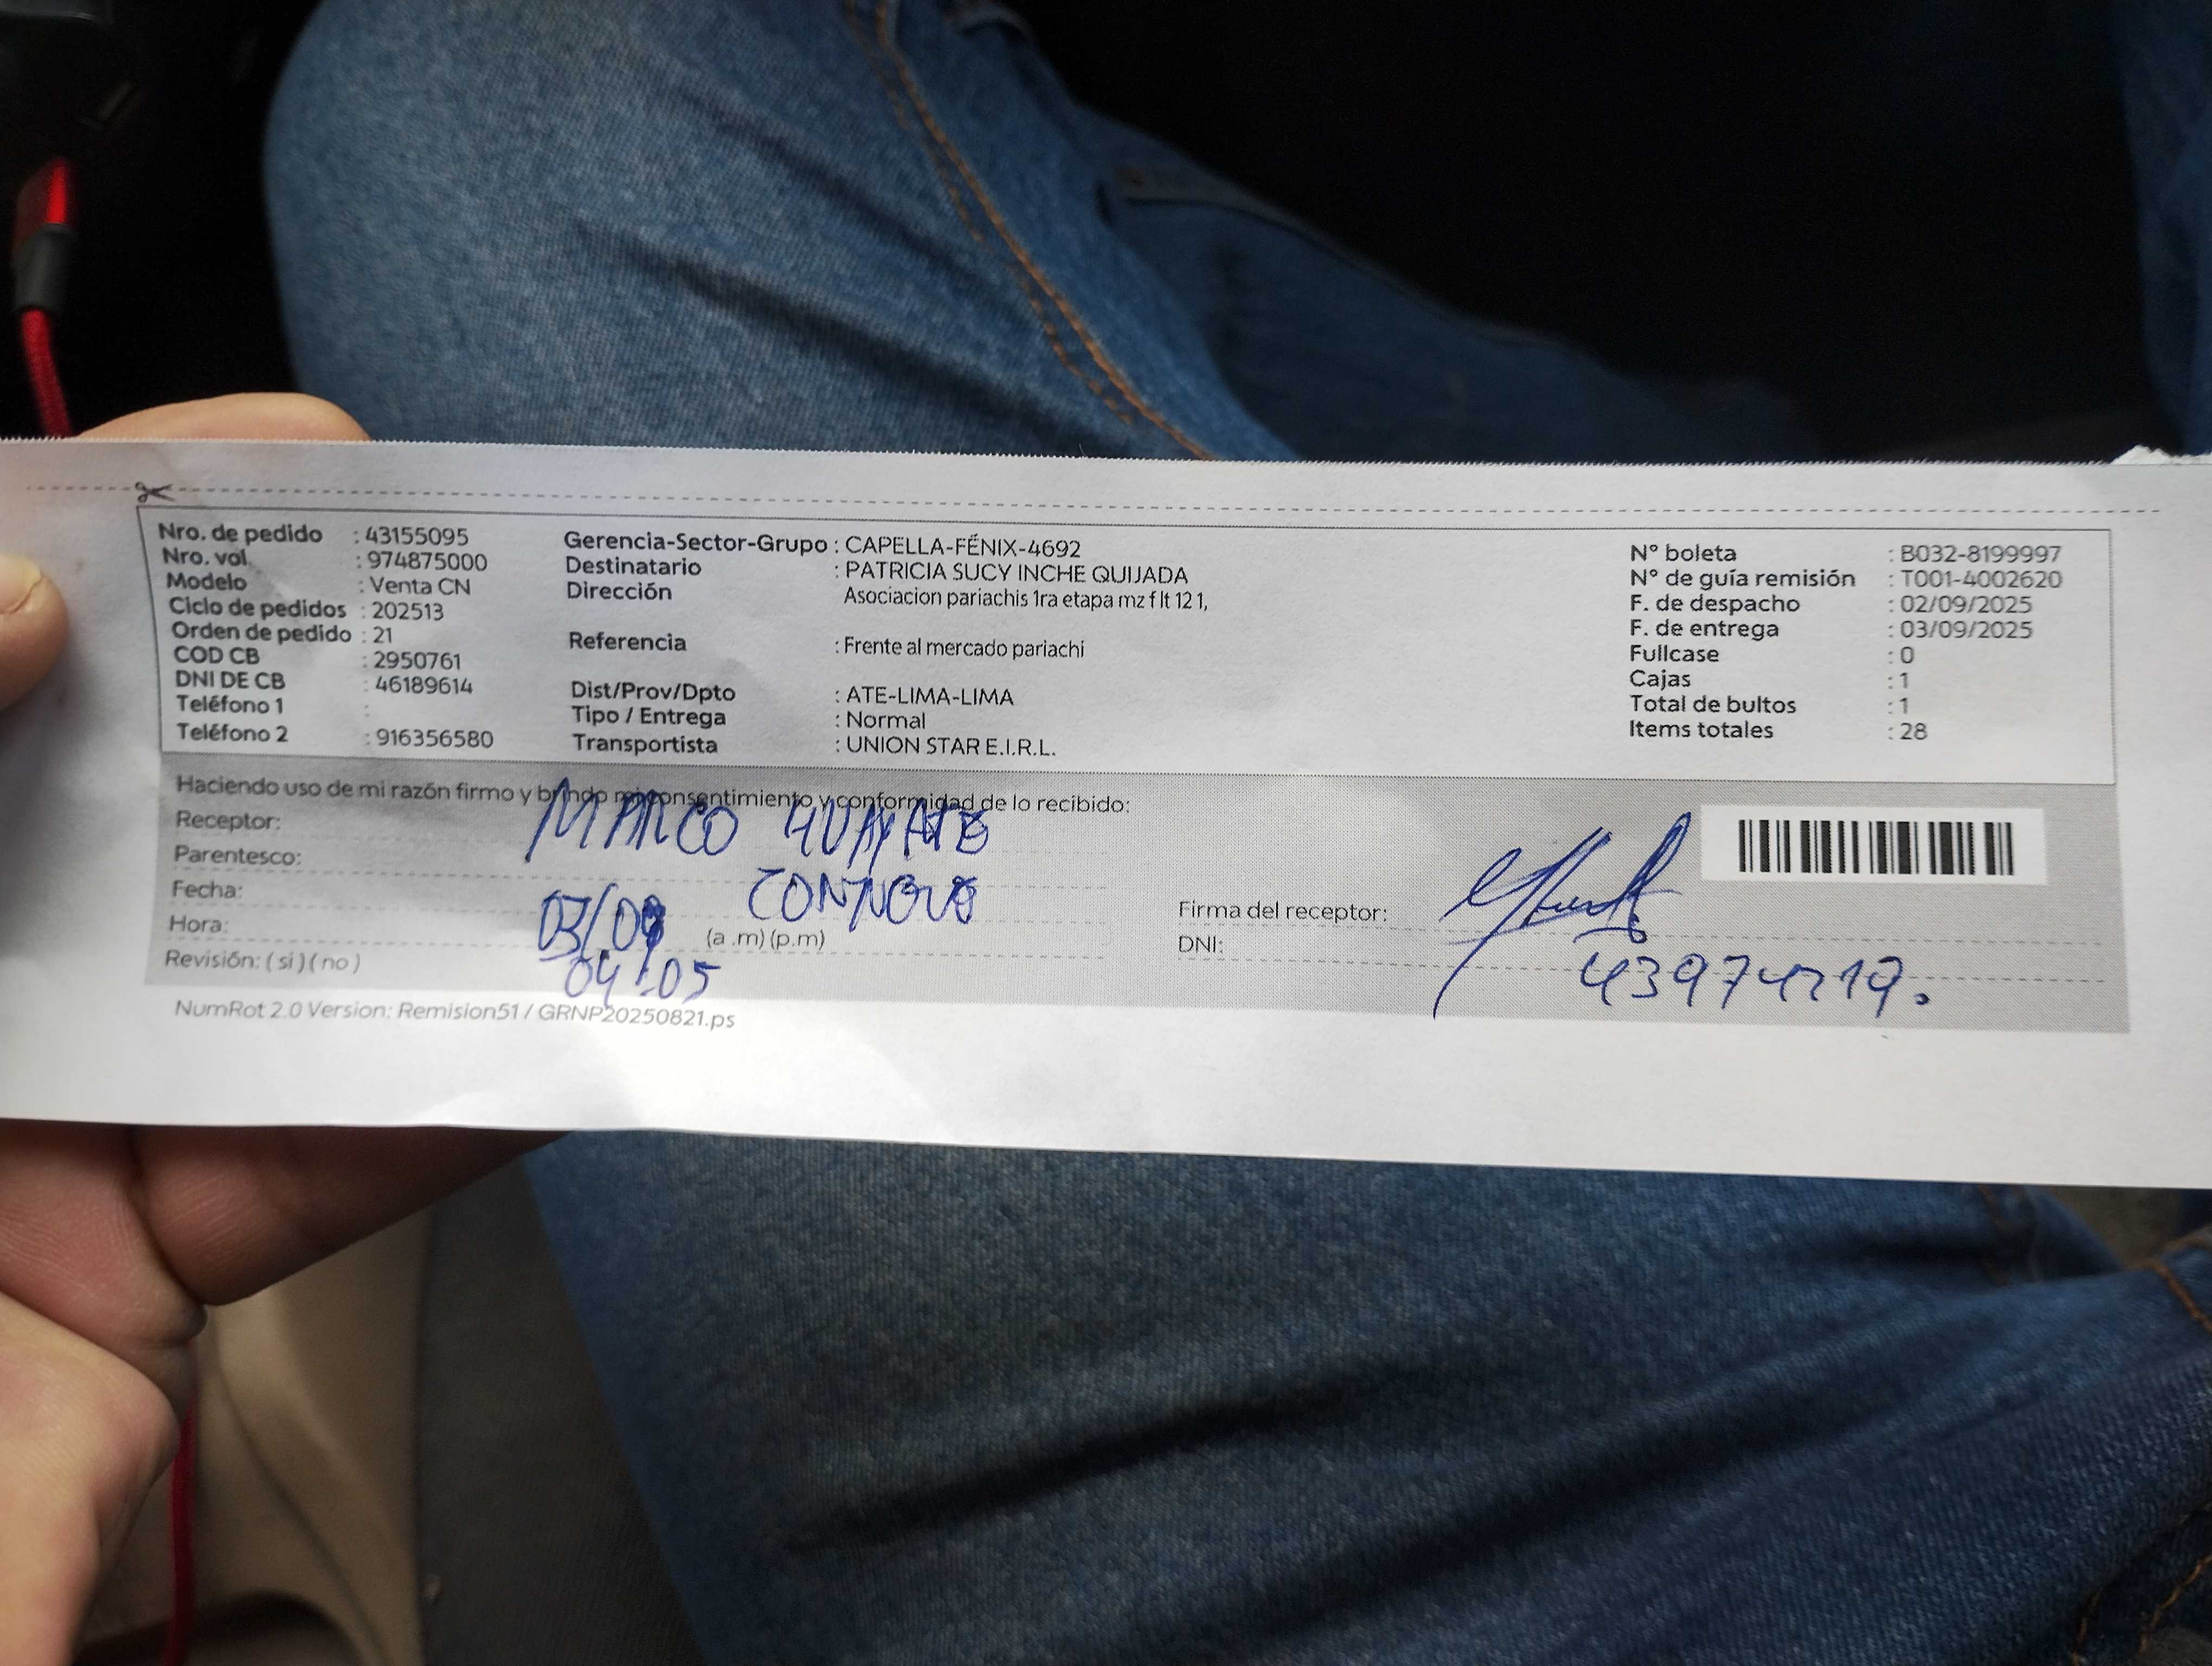 Nro. de pedido : 43155095
Nro. vol : 974875000
Modelo : Venta CN
Ciclo de pedidos : 202513
Orden de pedido : 21
COD CB : 2950761
DNI DE CB : 46189614
Teléfono 1 :
Teléfono 2 : 916356580
Gerencia-Sector-Grupo : CAPELLA-FÉNIX-4692
Destinatario : PATRICIA SUCY INCHE QUIJADA
Dirección Asociacion pariachis 1ra etapa mz f lt 12 1,
Referencia : Frente al mercado pariachi
Dist/Prov/Dpto : ATE-LIMA-LIMA
Tipo / Entrega : Normal
Transportista : UNION STAR E.I.R.L.
N° boleta : B032-8199997
N° de guía remisión : T001-4002620
F. de despacho : 02/09/2025
F. de entrega : 03/09/2025
Fullcase : 0
Cajas : 1
Total de bultos : 1
Items totales : 28
Haciendo uso de mi razón firmo y brindo mi consentimiento y conformidad de lo recibido:
Receptor: MARCO
Parentesco:
Fecha: 03/09
Hora: (a .m) (p.m)
04:05
Revisión: ( si ) ( no )
Firma del receptor:
DNI:
NumRot 2.0 Version: Remision51 / GRNP20250821.ps